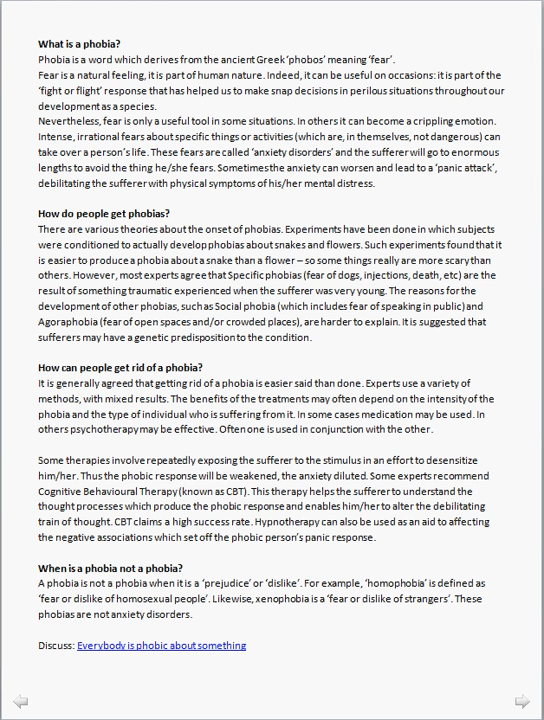 What is a phobia?
Phobia is a word which derives from the ancient Greek ‘phobos’ meaning ‘fear’.
Fear is a natural feeling, it is part of human nature. Indeed, it can be useful on occasions: it is part of the
‘fight or flight’ response that has helped us to make snap decisions in perilous situations throughout our
development as a species.
Nevertheless, fear is only a useful tool in some situations. In others it can become a crippling emotion.
Intense, irrational fears about specific things or activities (which are, in themselves, not dangerous) can
take over a person’s life. These fears are called ‘anxiety disorders’ and the sufferer will go to enormous
lengths to avoid the thing he/she fears. Sometimes the anxiety can worsen and lead to a ‘panic attack’,
debilitating the sufferer with physical symptoms of his/her mental distress.
How do people get phobias?
There are various theories about the onset of phobias. Experiments have been done in which subjects
were conditioned to actually develop phobias about snakes and flowers. Such experiments found that it
is easier to produce a phobia about a snake than a flower – so some things really are more scary than
others. However, most experts agree that Specific phobias (fear of dogs, injections, death, etc) are the
result of something traumatic experienced when the sufferer was very young. The reasons for the
development of other phobias, such as Social phobia (which includes fear of speaking in public) and
Agoraphobia (fear of open spaces and/or crowded places), are harder to explain. It is suggested that
sufferers may have a genetic predisposition to the condition.
How can people get rid of a phobia?
It is generally agreed that getting rid of a phobia is easier said than done. Experts use a variety of
methods, with mixed results. The benefits of the treatments may often depend on the intensity of the
phobia and the type of individual who is suffering from it. In some cases medication may be used. In
others psychotherapy may be effective. Often one is used in conjunction with the other.
Some therapies involve repeatedly exposing the sufferer to the stimulus in an effort to desensitize
him/her. Thus the phobic response will be weakened, the anxiety diluted. Some experts recommend
Cognitive Behavioural Therapy (known as CBT). This therapy helps the sufferer to understand the
thought processes which produce the phobic response and enables him/her to alter the debilitating
train of thought. CBT claims a high success rate. Hypnotherapy can also be used as an aid to affecting
the negative associations which set off the phobic person’s panic response.
When is a phobia not a phobia?
A phobia is not a phobia when it is a ‘prejudice’ or ‘dislike’. For example, ‘homophobia’ is defined as
‘fear or dislike of homosexual people’. Likewise, xenophobia is a ‘fear or dislike of strangers’. These
phobias are not anxiety disorders.
Discuss: Everybody is phobic about something